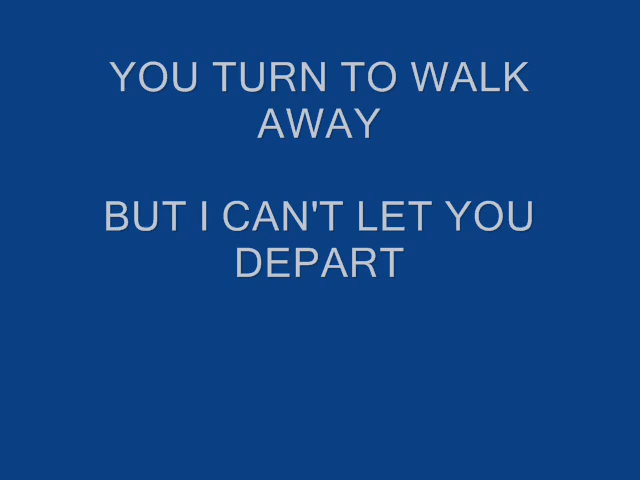 YOU TURN TO WALK
AWAY
BUT I CAN'T LET YOU
DEPART